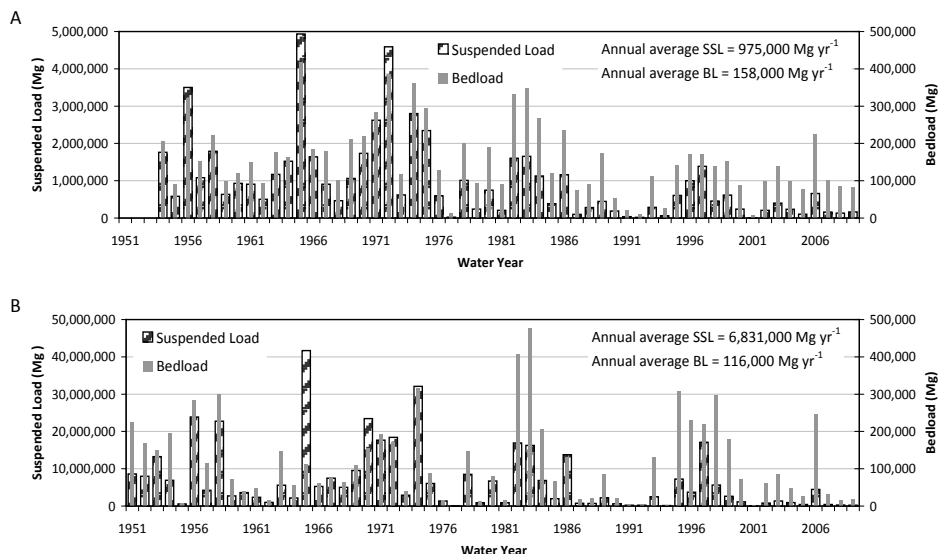 A
Suspended Load (Mg)
5,000,000
4,000,000
3,000,000
2,000,000
1,000,000
0
Suspended Load
Bedload
Annual average SSL = 975,000 Mg yr⁻¹
Annual average BL = 158,000 Mg yr⁻¹
500,000
400,000
300,000
200,000
100,000
0
Bedload (Mg)
1951 1956 1961 1966 1971 1976 1981 1986 1991 1996 2001 2006
Water Year
B
Suspended Load (Mg)
50,000,000
40,000,000
30,000,000
20,000,000
10,000,000
0
Suspended Load
Bedload
Annual average SSL = 6,831,000 Mg yr⁻¹
Annual average BL = 116,000 Mg yr⁻¹
500,000
400,000
300,000
200,000
100,000
0
Bedload (Mg)
1951 1956 1961 1966 1971 1976 1981 1986 1991 1996 2001 2006
Water Year